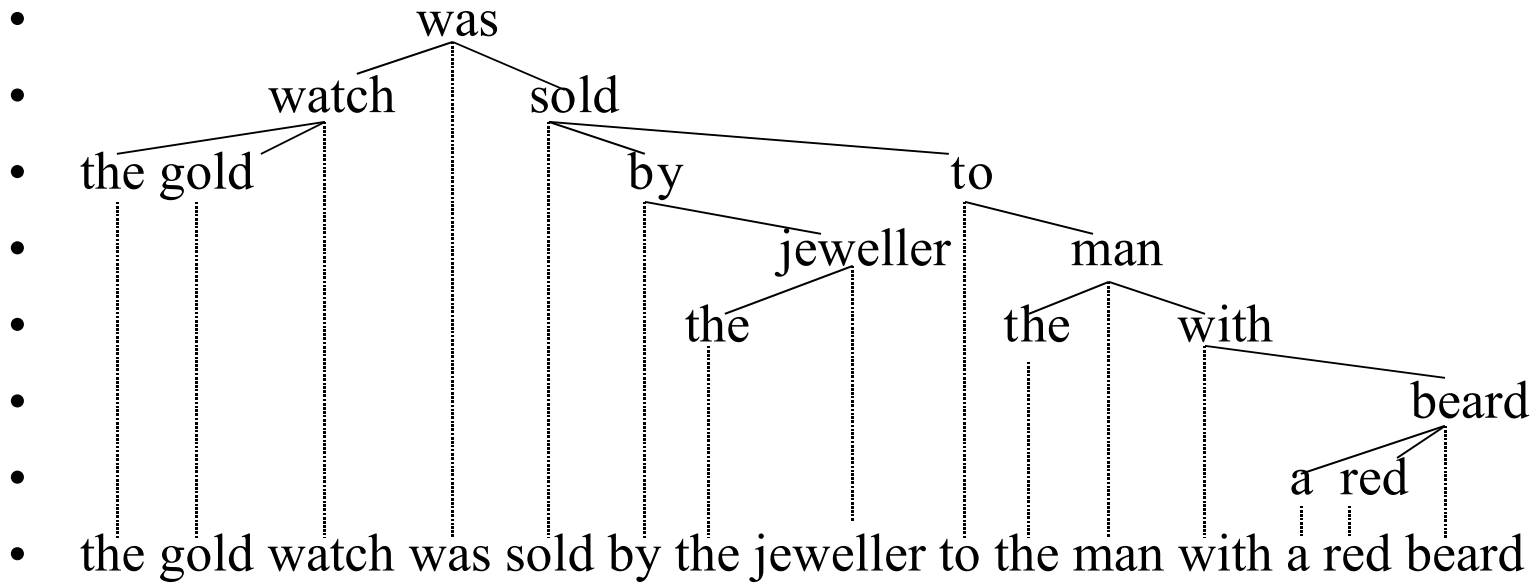 • was
• watch sold
• the gold by to
• jeweller man
• the the with
• beard
• a red
• the gold watch was sold by the jeweller to the man with a red beard